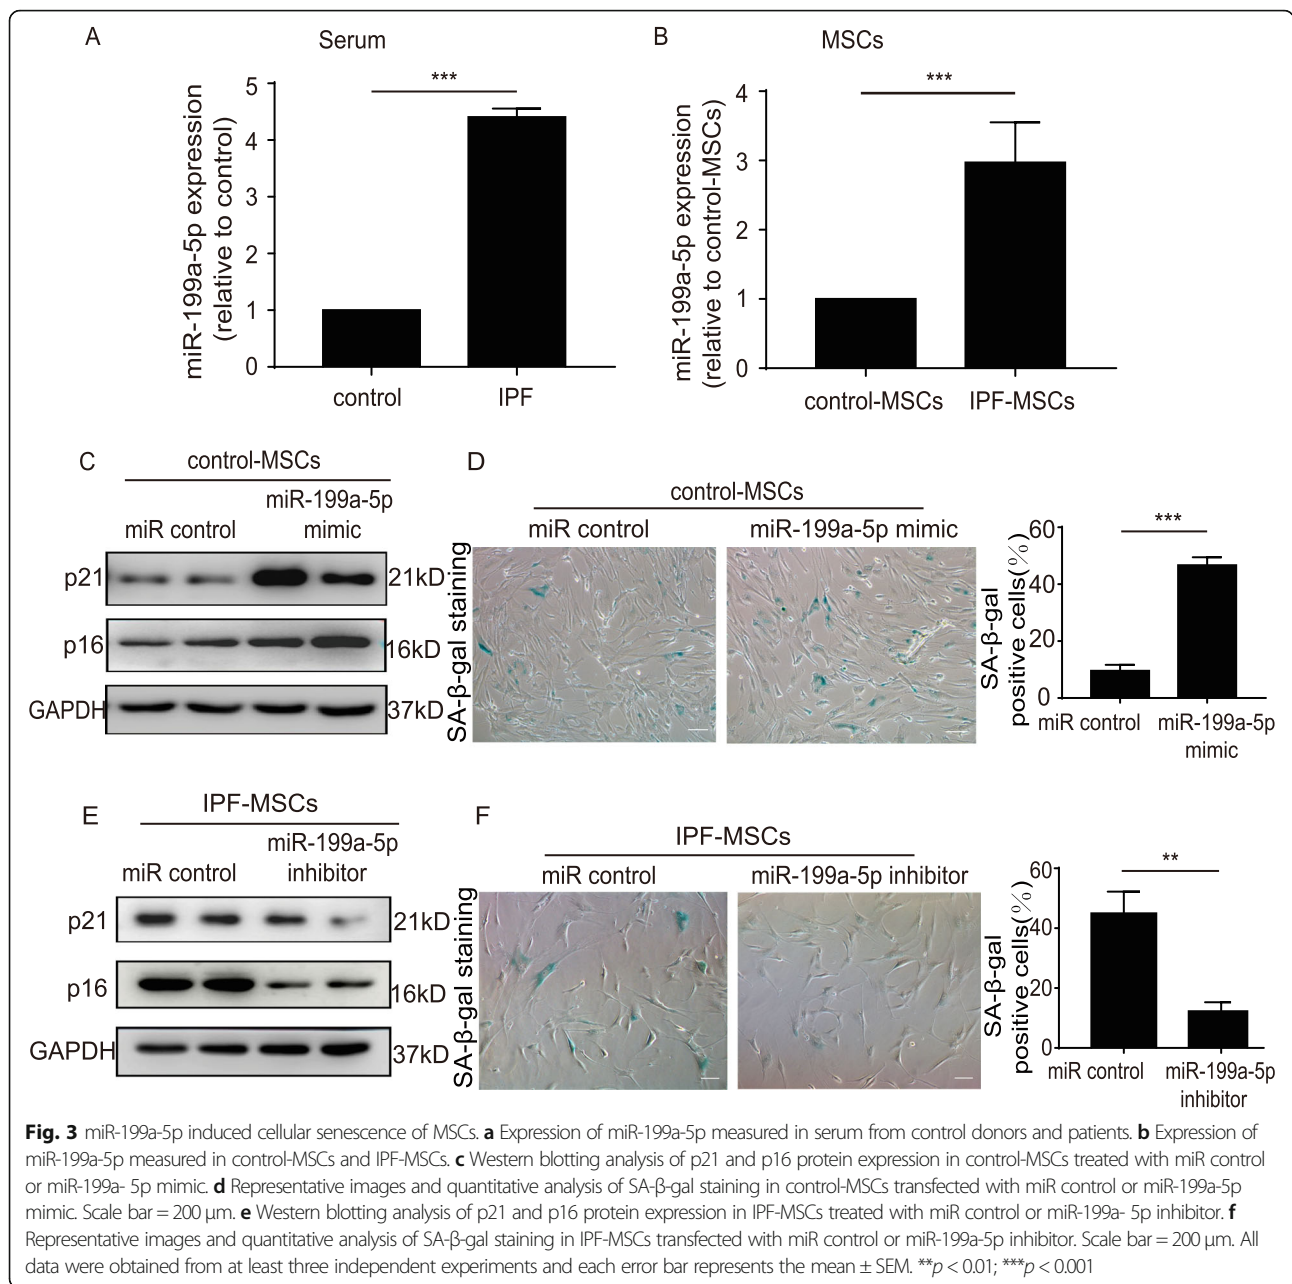 A
Serum
***
miR-199a-5p expression
(relative to control)
5
4
3
2
1
0
control
IPF
B
MSCs
***
miR-199a-5p expression
(relative to control-MSCs)
4
3
2
1
0
control-MSCs
IPF-MSCs
C
control-MSCs
miR control
miR-199a-5p
mimic
p21
21kD
p16
16kD
GAPDH
37kD
D
control-MSCs
miR control
miR-199a-5p mimic
SA-β-gal staining
SA-β-gal
positive cells(%)
60
40
20
0
***
miR control
miR-199a-5p
mimic
E
IPF-MSCs
miR control
miR-199a-5p
inhibitor
p21
21kD
p16
16kD
GAPDH
37kD
F
IPF-MSCs
miR control
miR-199a-5p inhibitor
SA-β-gal staining
SA-β-gal
positive cells(%)
60
40
20
0
**
miR control
miR-199a-5p
inhibitor
Fig. 3 miR-199a-5p induced cellular senescence of MSCs. a Expression of miR-199a-5p measured in serum from control donors and patients. b Expression of
miR-199a-5p measured in control-MSCs and IPF-MSCs. c Western blotting analysis of p21 and p16 protein expression in control-MSCs treated with miR control
or miR-199a- 5p mimic. d Representative images and quantitative analysis of SA-β-gal staining in control-MSCs transfected with miR control or miR-199a-5p
mimic. Scale bar = 200 μm. e Western blotting analysis of p21 and p16 protein expression in IPF-MSCs treated with miR control or miR-199a- 5p inhibitor. f
Representative images and quantitative analysis of SA-β-gal staining in IPF-MSCs transfected with miR control or miR-199a-5p inhibitor. Scale bar = 200 μm. All
data were obtained from at least three independent experiments and each error bar represents the mean ± SEM. **p < 0.01; ***p < 0.001